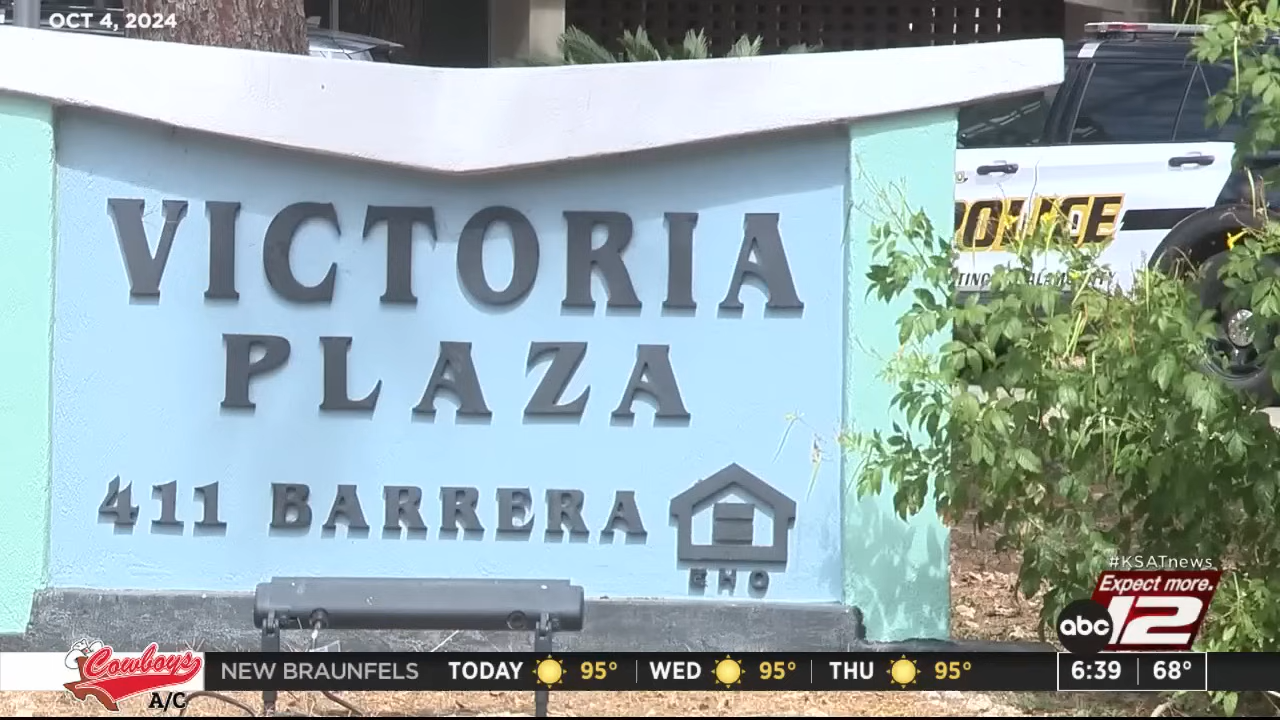 OCT 4, 2024
VICTORIA
PLAZA
411 BARRERA
EHO
POLICE
#KSATnews
Expect more.
abc 12
Cowboys
A/C
NEW BRAUNFELS TODAY 95° WED 95° THU 95° 6:39 68°